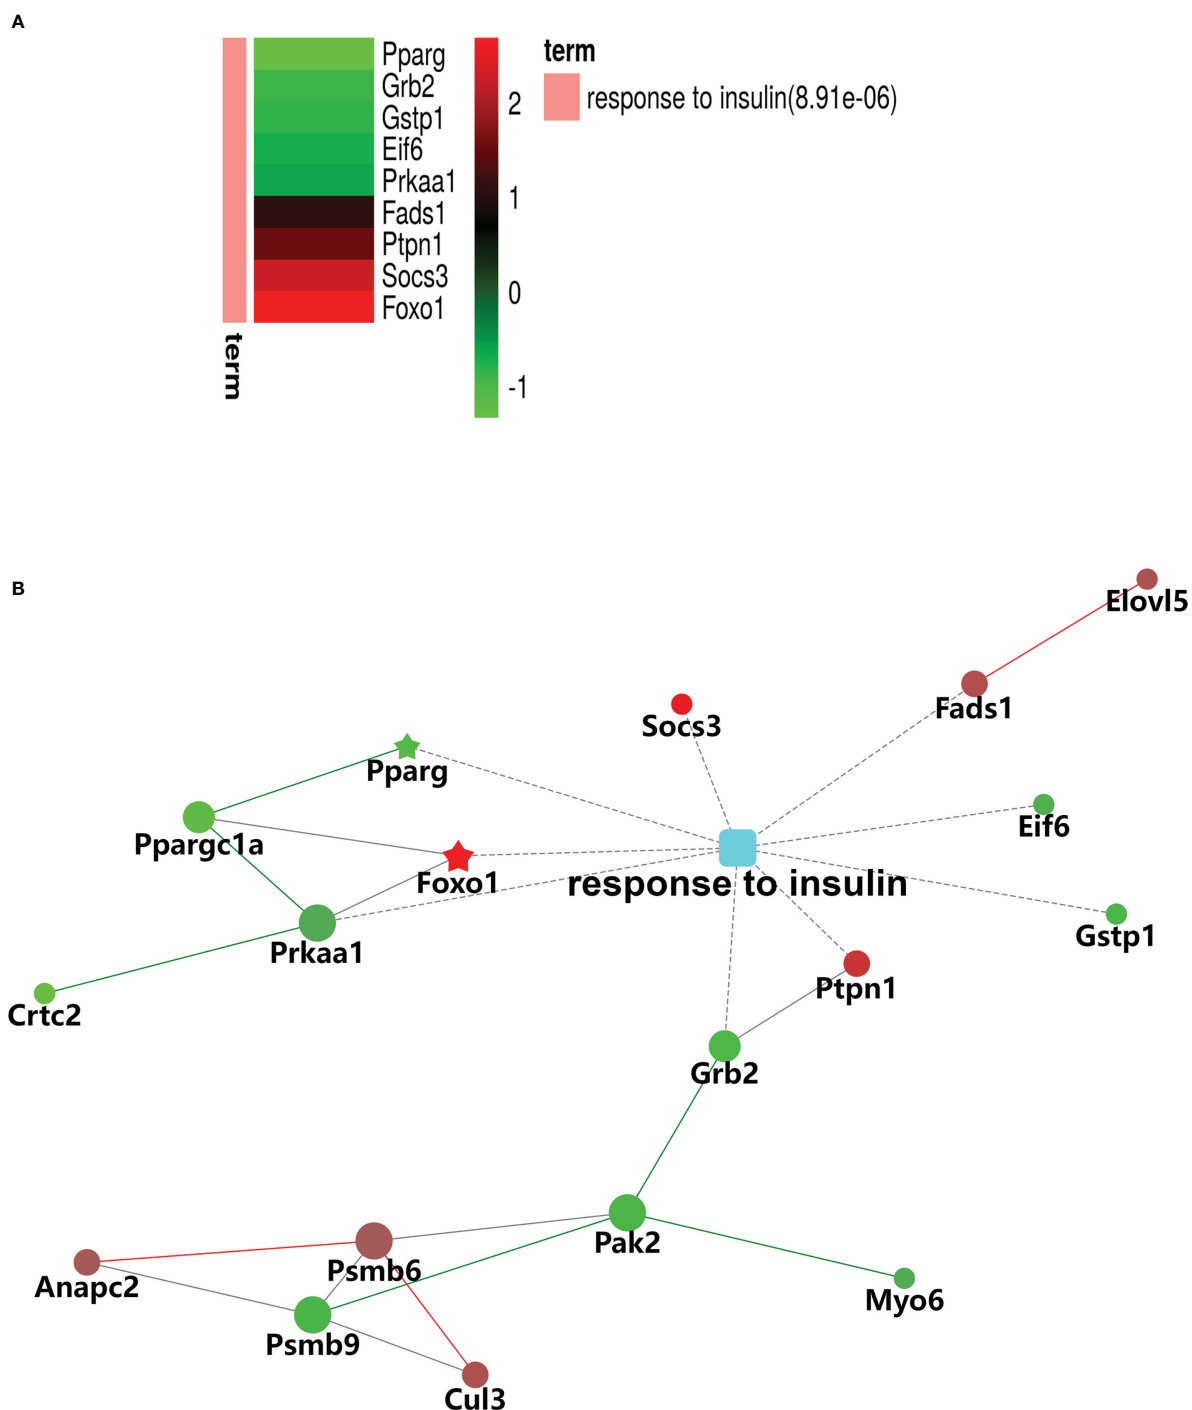 A
Pparg
Grb2
Gstp1
Eif6
Prkaa1
Fads1
Ptpn1
Socs3
Foxo1
term
2
1
0
-1
term
response to insulin(8.91e-06)
B
Elovl5
Fads1
Socs3
Pparg
Eif6
Ppargc1a
Foxo1
response to insulin
Gstp1
Prkaa1
Ptpn1
Crtc2
Grb2
Pak2
Psmb6
Anapc2
Myo6
Psmb9
Cul3